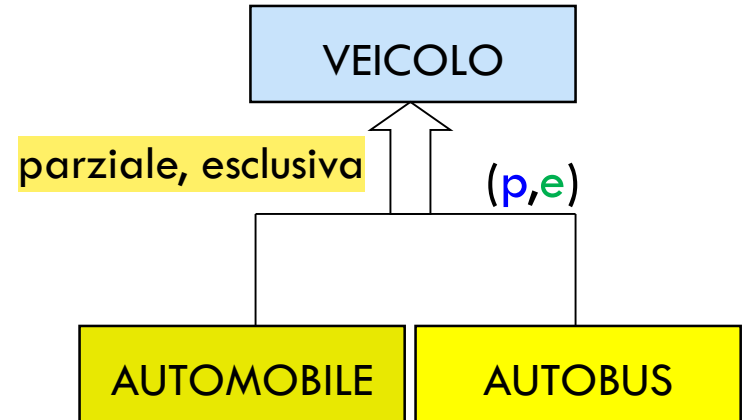 VEICOLO
parziale, esclusiva
(p,e)
AUTOMOBILE
AUTOBUS